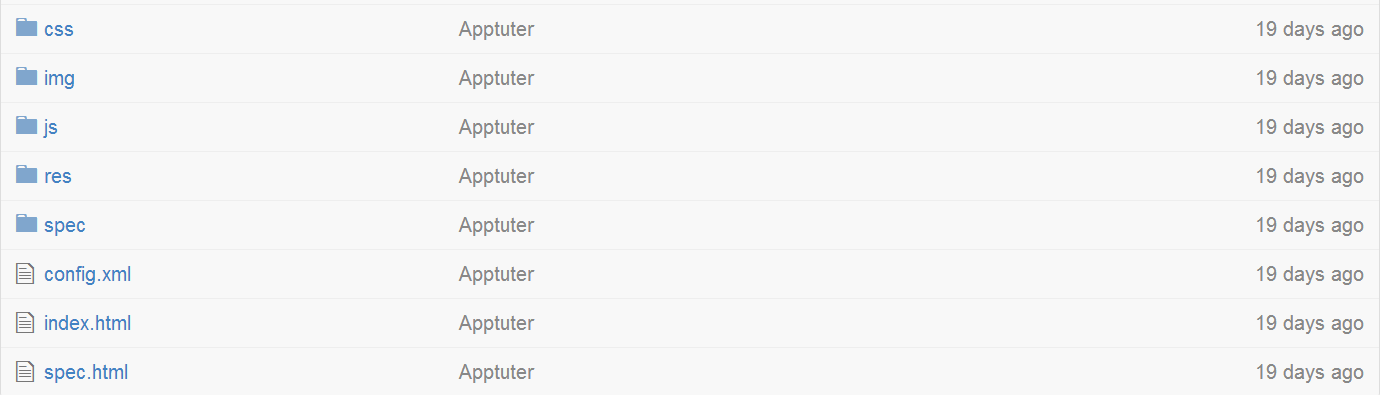 css Apptuter 19 days ago
img Apptuter 19 days ago
js Apptuter 19 days ago
res Apptuter 19 days ago
spec Apptuter 19 days ago
config.xml Apptuter 19 days ago
index.html Apptuter 19 days ago
spec.html Apptuter 19 days ago